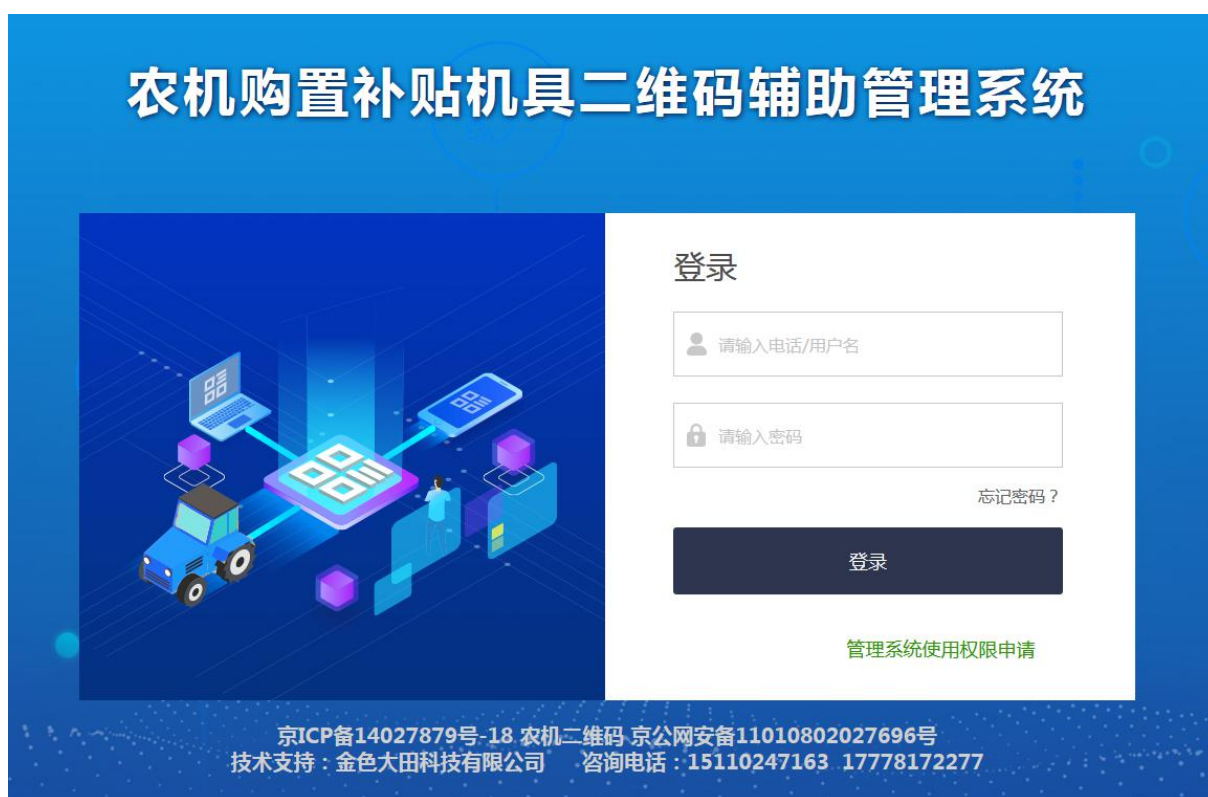 农机购置补贴机具二维码辅助管理系统
登录
请输入电话/用户名
请输入密码
忘记密码？
登录
管理系统使用权限申请
京ICP备14027879号-18 农机二维码 京公网安备11010802027696号
技术支持：金色大田科技有限公司 咨询电话：15110247163 17778172277